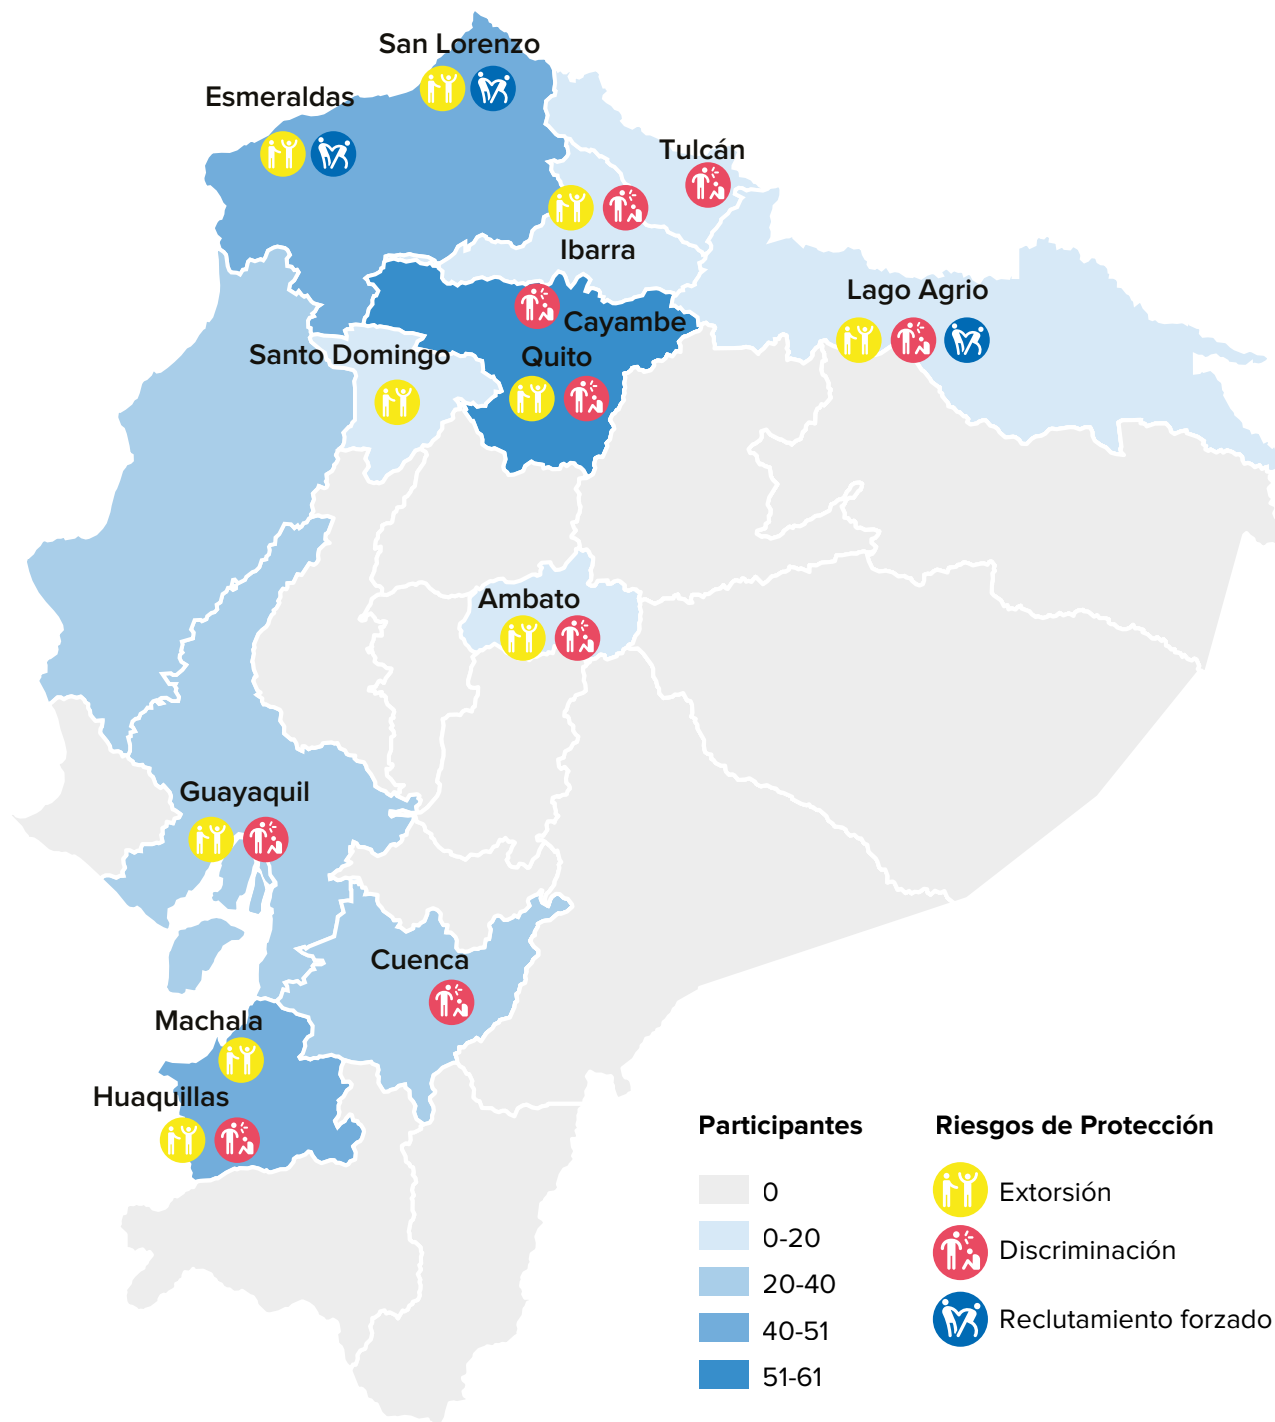 San Lorenzo
Esmeraldas
Tulcán
Ibarra
Lago Agrio
Cayambe
Santo Domingo
Quito
Ambato
Guayaquil
Cuenca
Machala
Huaquillas
Participantes
0
0-20
20-40
40-51
51-61
Riesgos de Protección
Extorsión
Discriminación
Reclutamiento forzado